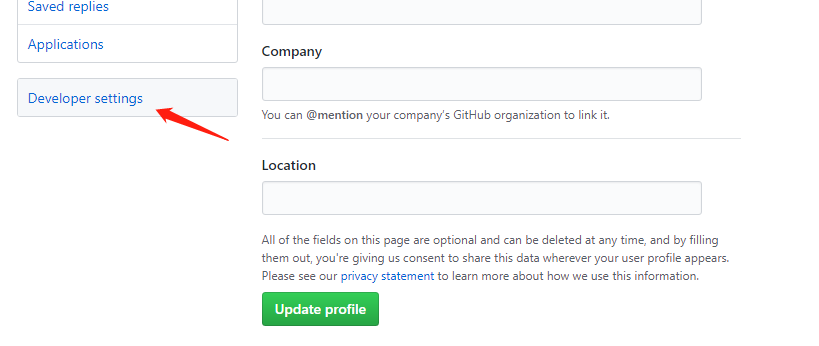 Saved replies
Applications
Developer settings
Company
You can @mention your company's GitHub organization to link it.
Location
All of the fields on this page are optional and can be deleted at any time, and by filling
them out, you're giving us consent to share this data wherever your user profile appears.
Please see our privacy statement to learn more about how we use this information.
Update profile